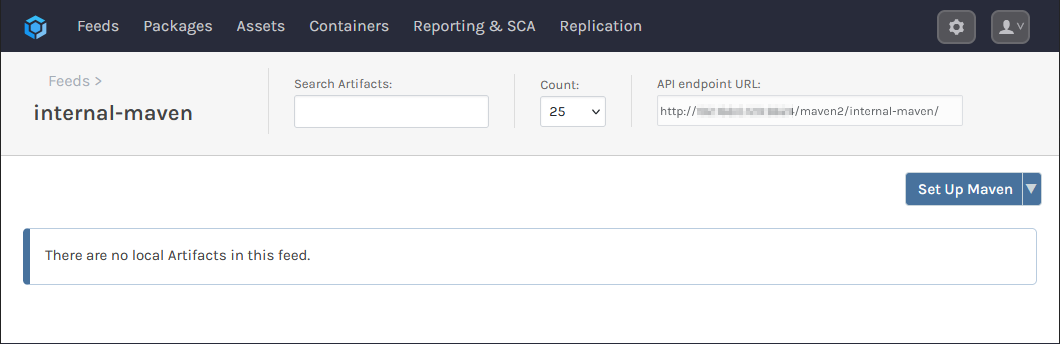 Feeds Packages Assets Containers Reporting & SCA Replication
Feeds >
internal-maven
Search Artifacts:
Count:
25
API endpoint URL:
http:// /maven2/internal-maven/
Set Up Maven
There are no local Artifacts in this feed.